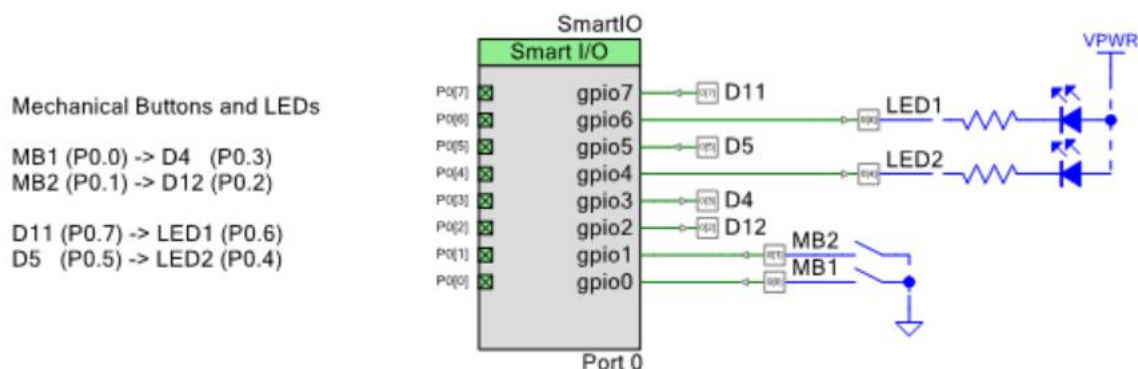 SmartIO
Smart I/O
VPWR
Mechanical Buttons and LEDs
MB1 (P0.0) -> D4 (P0.3)
MB2 (P0.1) -> D12 (P0.2)
D11 (P0.7) -> LED1 (P0.6)
D5 (P0.5) -> LED2 (P0.4)
P0[7] gpio7 D11
P0[6] gpio6 LED1
P0[5] gpio5 D5
P0[4] gpio4 LED2
P0[3] gpio3 D4
P0[2] gpio2 D12
P0[1] gpio1 MB2
P0[0] gpio0 MB1
Port 0